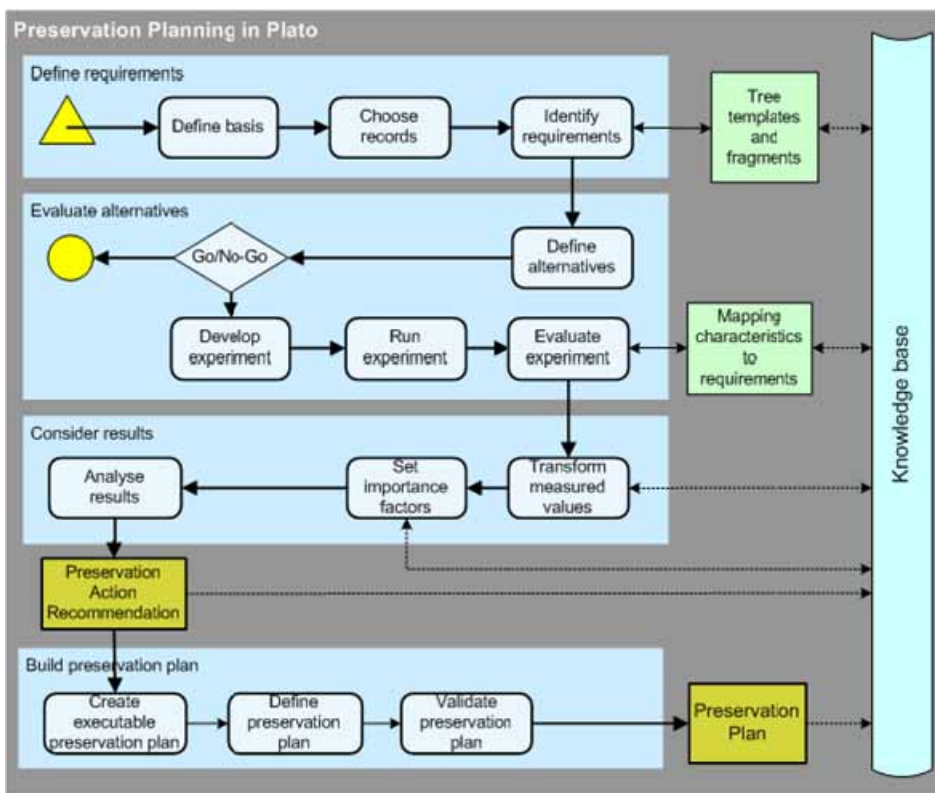 Preservation Planning in Plato
Define requirements
Define basis
Choose
records
Identify
requirements
Tree
templates
and
fragments
Evaluate alternatives
Go/No-Go
Define
alternatives
Develop
experiment
Run
experiment
Evaluate
experiment
Mapping
characteristics
to
requirements
Knowledge base
Consider results
Analyse
results
Set
importance
factors
Transform
measured
values
Preservation
Action
Recommendation
Build preservation plan
Create
executable
preservation plan
Define
preservation
plan
Validate
preservation
plan
Preservation
Plan